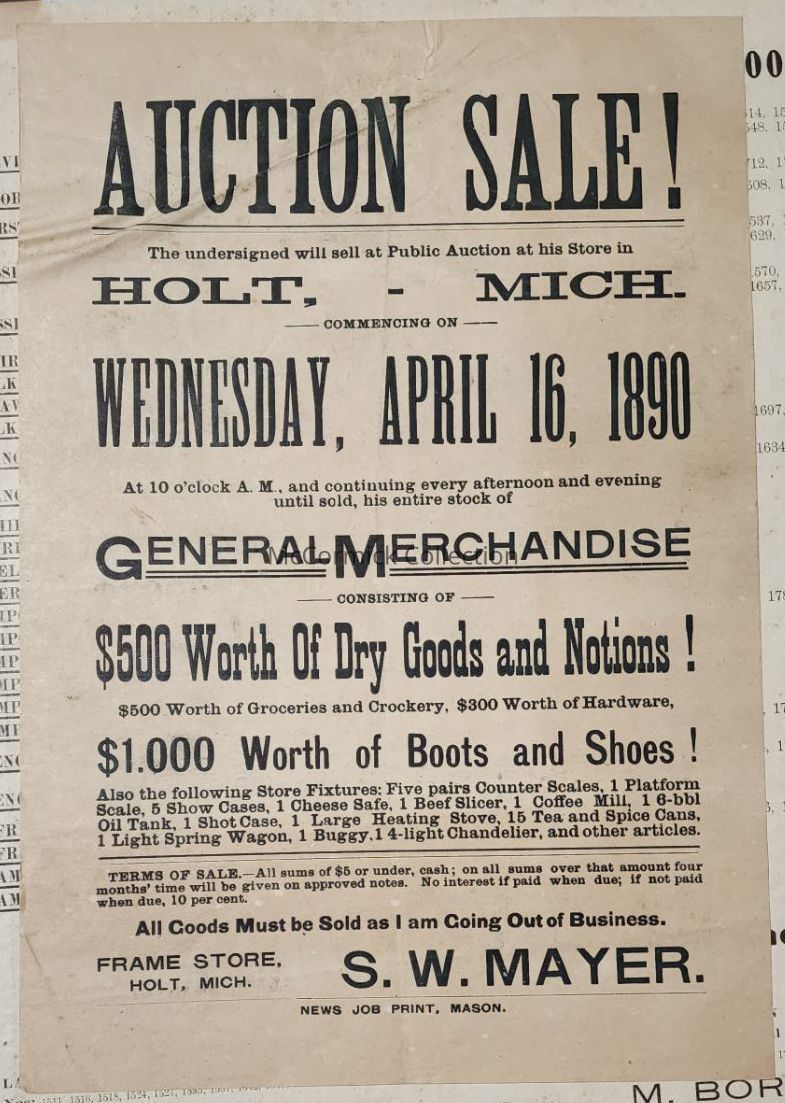 AUCTION SALE!
The undersigned will sell at Public Auction at his Store in
HOLT, - MICH.
COMMENCING ON
WEDNESDAY, APRIL 16, 1890
At 10 o'clock A. M., and continuing every afternoon and evening
until sold, his entire stock of
GENERAL MERCHANDISE
McCormick Collection
CONSISTING OF
$500 Worth Of Dry Goods and Notions !
$500 Worth of Groceries and Crockery, $300 Worth of Hardware,
$1.000 Worth of Boots and Shoes !
Also the following Store Fixtures: Five pairs Counter Scales, 1 Platform
Scale, 5 Show Cases, 1 Cheese Safe, 1 Beef Slicer, 1 Coffee Mill, 1 6-bbl
Oil Tank, 1 Shot Case, 1 Large Heating Stove, 15 Tea and Spice Cans,
1 Light Spring Wagon, 1 Buggy, 1 4-light Chandelier, and other articles.
TERMS OF SALE.—All sums of $5 or under, cash; on all sums over that amount four
months' time will be given on approved notes. No interest if paid when due; if not paid
when due, 10 per cent.
All Goods Must be Sold as I am Going Out of Business.
FRAME STORE,
HOLT, MICH.
S. W. MAYER.
NEWS JOB PRINT, MASON.
1697,
1634
1511, 1516, 1518, 1524, 1527,
M. BOR